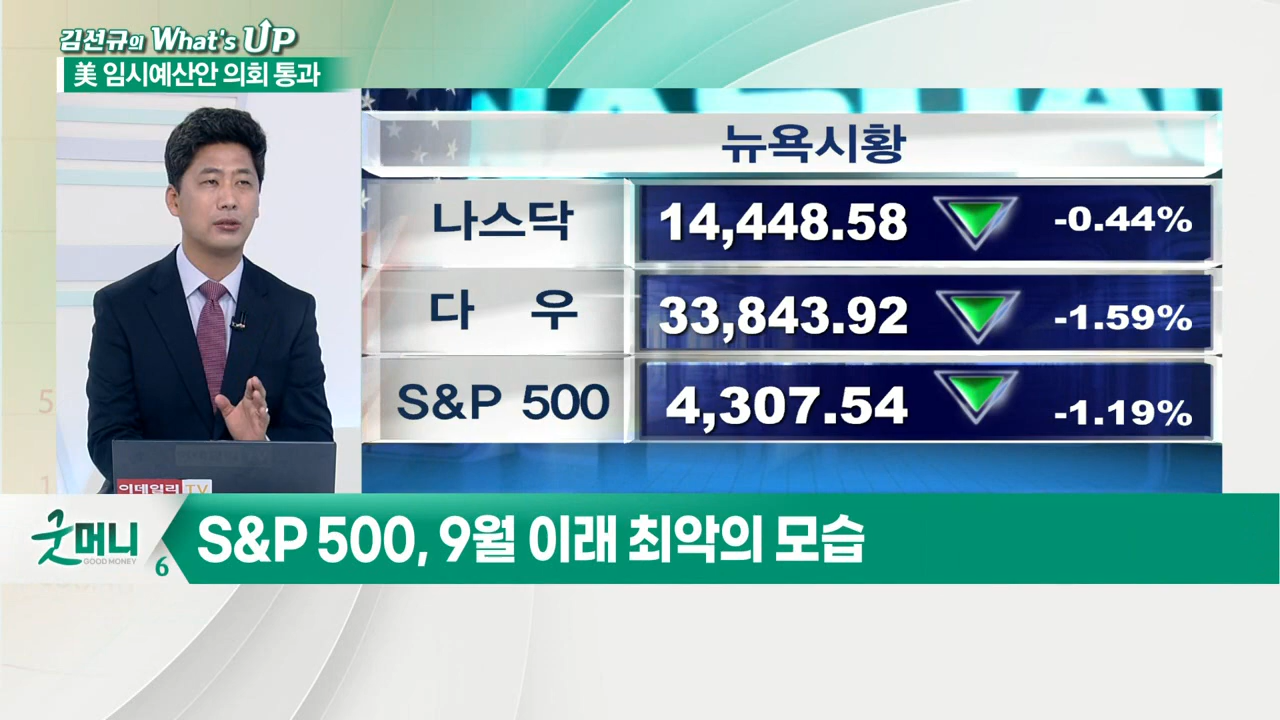 김선규의 What's UP
美 임시예산안 의회 통과
뉴욕시황
나스닥 14,448.58 -0.44%
다 우 33,843.92 -1.59%
S&P 500 4,307.54 -1.19%
이데일리 TV
굿머니
GOOD MONEY
6
S&P 500, 9월 이래 최악의 모습
5
1